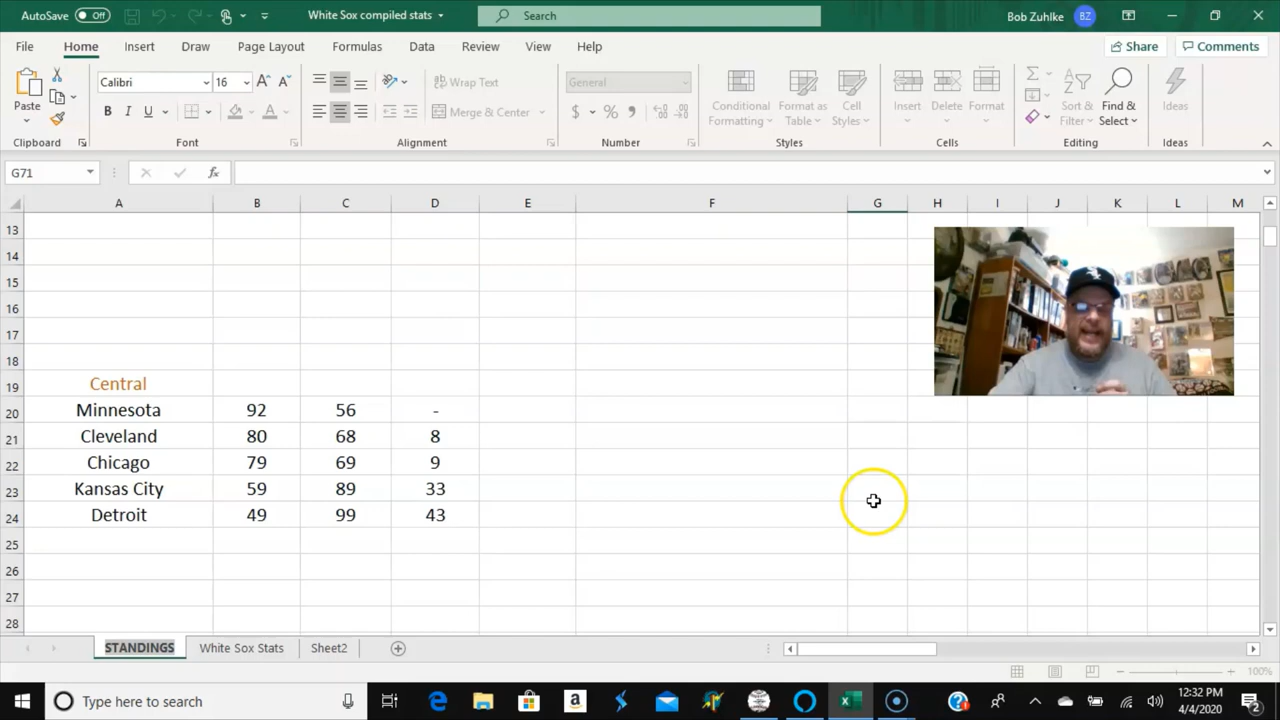 AutoSave Off
White Sox compiled stats
Search
Bob Zuhlke BZ
File Home Insert Draw Page Layout Formulas Data Review View Help
Share Comments
Paste
Calibri 16
Wrap Text
General
Conditional Formatting
Format as Table
Cell Styles
Insert
Delete
Format
Sort & Filter
Find & Select
Ideas
B I U
Merge & Center
$ % ,
Clipboard Font Alignment Number Styles Cells Editing Ideas
G71 fx
A B C D E F G H I J K L M
13
14
15
16
17
18
19 Central
20 Minnesota 92 56 -
21 Cleveland 80 68 8
22 Chicago 79 69 9
23 Kansas City 59 89 33
24 Detroit 49 99 43
25
26
27
28
STANDINGS White Sox Stats Sheet2
100%
Type here to search
12:32 PM
4/4/2020
2